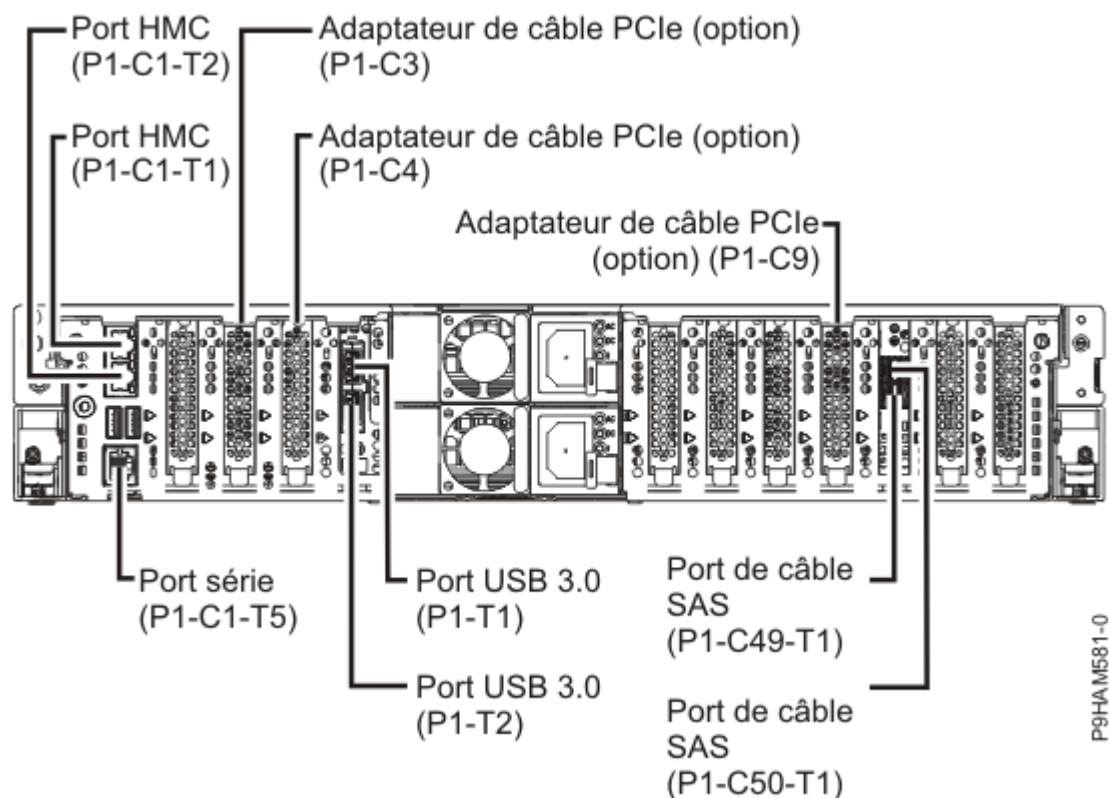 Port HMC
(P1-C1-T2)
Adaptateur de câble PCIe (option)
(P1-C3)
Port HMC
(P1-C1-T1)
Adaptateur de câble PCIe (option)
(P1-C4)
Adaptateur de câble PCIe
(option) (P1-C9)
Port série
(P1-C1-T5)
Port USB 3.0
(P1-T1)
Port USB 3.0
(P1-T2)
Port de câble
SAS
(P1-C49-T1)
Port de câble
SAS
(P1-C50-T1)
P9HAM581-0